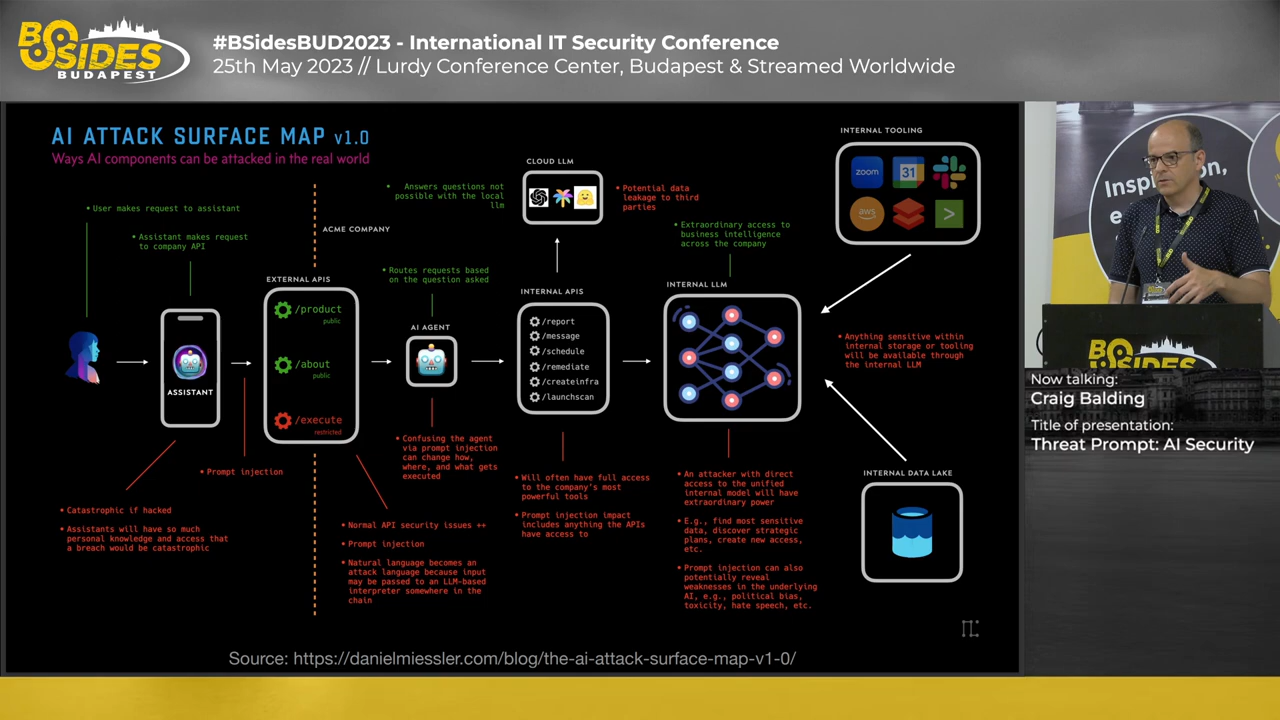 BSIDES
BUDAPEST
#BSidesBUD2023 - International IT Security Conference
25th May 2023 // Lurdy Conference Center, Budapest & Streamed Worldwide
AI ATTACK SURFACE MAP v1.0
Ways AI components can be attacked in the real world
User makes request to assistant
Assistant makes request
to company API
ACME COMPANY
EXTERNAL APIS
/product
public
/about
public
/execute
restricted
ASSISTANT
Prompt injection
Catastrophic if hacked
Assistants will have so much
personal knowledge and access that
a breach would be catastrophic
Normal API security issues ++
Prompt injection
Natural language becomes an
attack language because input
may be passed to an LLM-based
interpreter somewhere in the
chain
Routes requests based
on the question asked
AI AGENT
Confusing the agent
via prompt injection
can change how,
where, and what gets
executed
Answers questions not
possible with the local
llm
CLOUD LLM
Potential data
leakage to third
parties
INTERNAL APIS
/report
/message
/schedule
/remediate
/createinfra
/launchscan
Will often have full access
to the company's most
powerful tools
Prompt injection impact
includes anything the APIs
have access to
Extraordinary access to
business intelligence
across the company
INTERNAL LLM
An attacker with direct
access to the unified
internal model will have
extraordinary power
E.g., find most sensitive
data, discover strategic
plans, create new access,
etc.
Prompt injection can also
potentially reveal
weaknesses in the underlying
AI, e.g., political bias,
toxicity, hate speech, etc.
INTERNAL TOOLING
zoom
31
aws
Anything sensitive within
internal storage or tooling
will be available through
the internal LLM
INTERNAL DATA LAKE
Source: https://danielmiessler.com/blog/the-ai-attack-surface-map-v1-0/
BSIDES
Now talking:
Craig Balding
Title of presentation:
Threat Prompt: AI Security